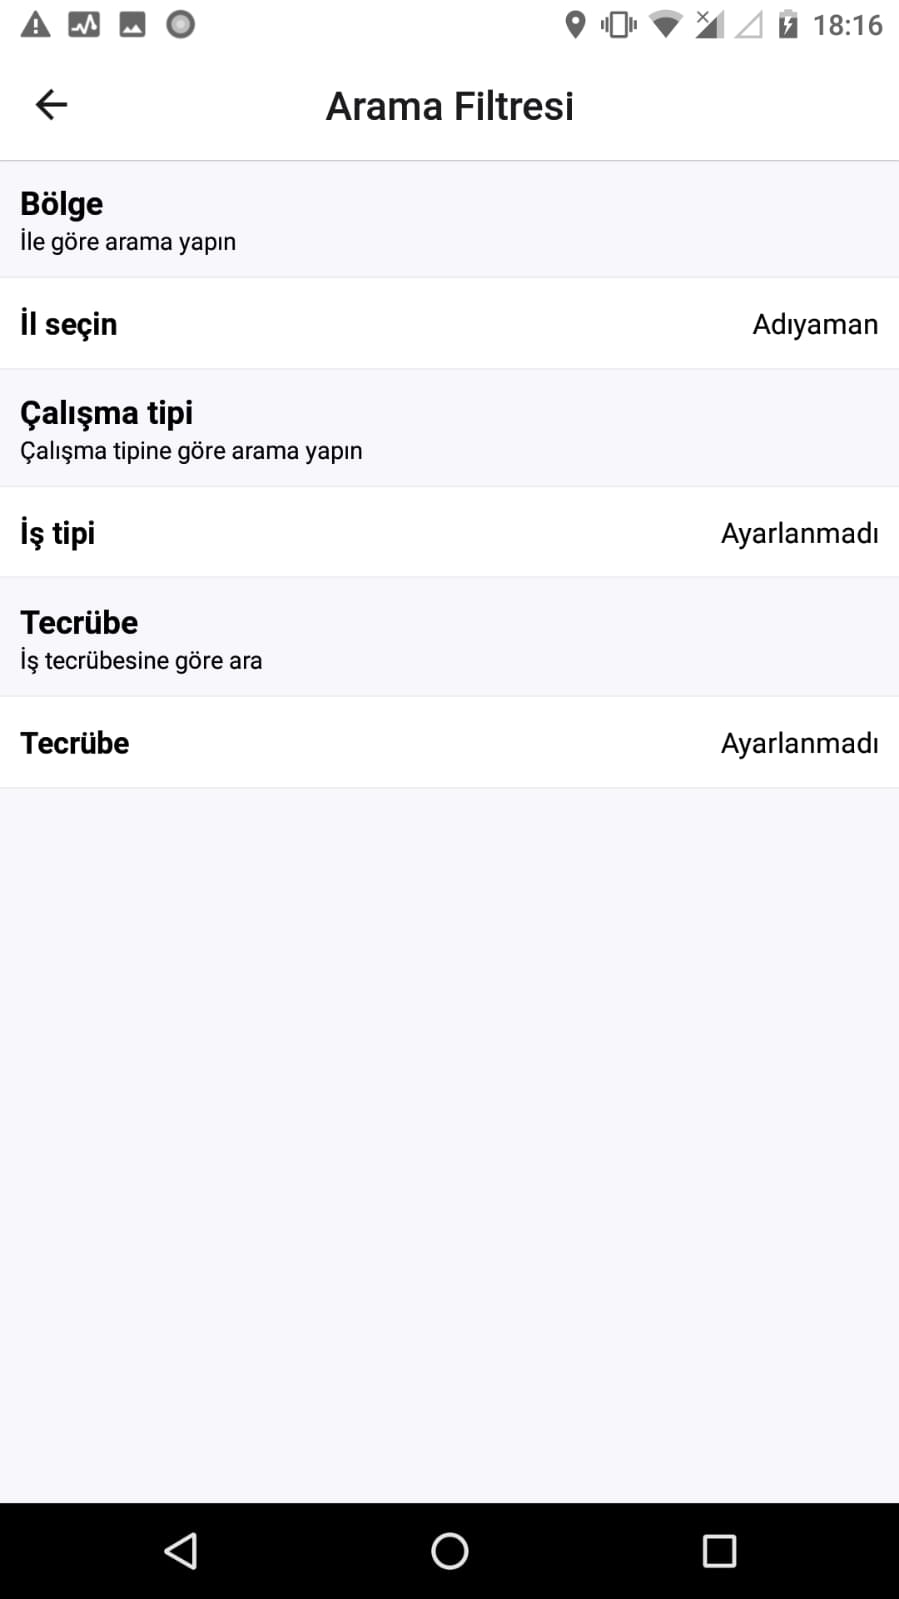 18:16
Arama Filtresi
Bölge
İle göre arama yapın
İl seçin Adıyaman
Çalışma tipi
Çalışma tipine göre arama yapın
İş tipi Ayarlanmadı
Tecrübe
İş tecrübesine göre ara
Tecrübe Ayarlanmadı